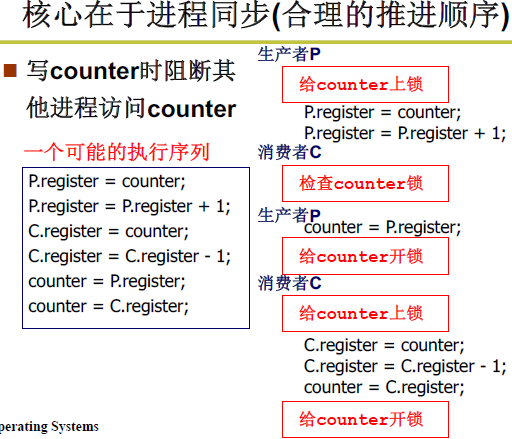 核心在于进程同步(合理的推进顺序)
写counter时阻断其
他进程访问counter
一个可能的执行序列
P.register = counter;
P.register = P.register + 1;
C.register = counter;
C.register = C.register - 1;
counter = P.register;
counter = C.register;
生产者P
给counter上锁
P.register = counter;
P.register = P.register + 1;
消费者C
检查counter锁
生产者P
counter = P.register;
给counter开锁
消费者C
给counter上锁
C.register = counter;
C.register = C.register - 1;
counter = C.register;
给counter开锁
perating Systems